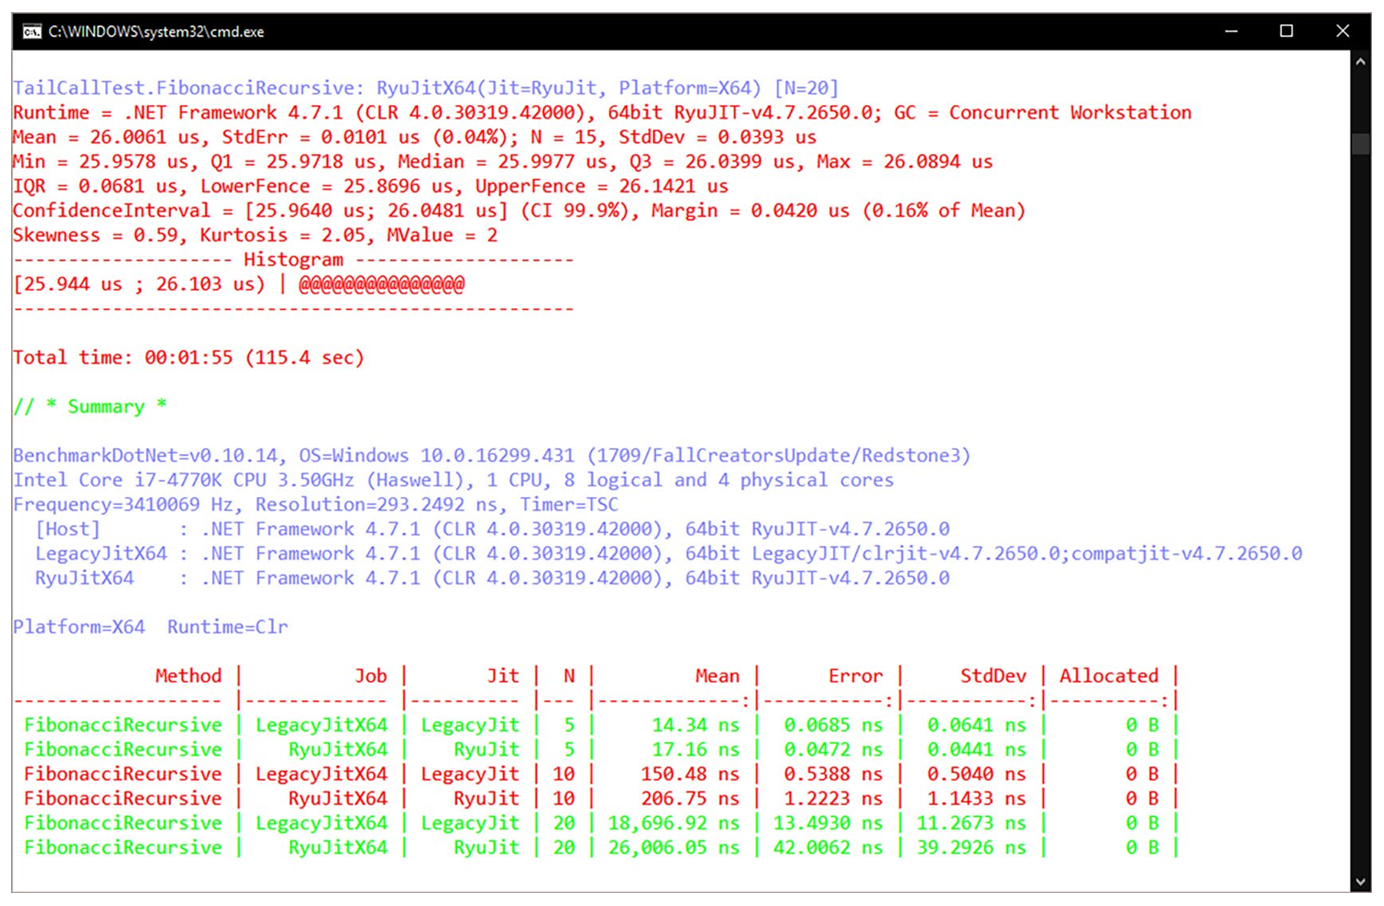 C:\WINDOWS\system32\cmd.exe
TailCallTest.FibonacciRecursive: RyuJitX64(Jit=RyuJit, Platform=X64) [N=20]
Runtime = .NET Framework 4.7.1 (CLR 4.0.30319.42000), 64bit RyuJIT-v4.7.2650.0; GC = Concurrent Workstation
Mean = 26.0061 us, StdErr = 0.0101 us (0.04%); N = 15, StdDev = 0.0393 us
Min = 25.9578 us, Q1 = 25.9718 us, Median = 25.9977 us, Q3 = 26.0399 us, Max = 26.0894 us
IQR = 0.0681 us, LowerFence = 25.8696 us, UpperFence = 26.1421 us
ConfidenceInterval = [25.9640 us; 26.0481 us] (CI 99.9%), Margin = 0.0420 us (0.16% of Mean)
Skewness = 0.59, Kurtosis = 2.05, MValue = 2
-------------------- Histogram --------------------
[25.944 us ; 26.103 us) | @@@@@@@@@@@@@@@
---------------------------------------------------
Total time: 00:01:55 (115.4 sec)
// * Summary *
BenchmarkDotNet=v0.10.14, OS=Windows 10.0.16299.431 (1709/FallCreatorsUpdate/Redstone3)
Intel Core i7-4770K CPU 3.50GHz (Haswell), 1 CPU, 8 logical and 4 physical cores
Frequency=3410069 Hz, Resolution=293.2492 ns, Timer=TSC
  [Host]       : .NET Framework 4.7.1 (CLR 4.0.30319.42000), 64bit RyuJIT-v4.7.2650.0
  LegacyJitX64 : .NET Framework 4.7.1 (CLR 4.0.30319.42000), 64bit LegacyJIT/clrjit-v4.7.2650.0;compatjit-v4.7.2650.0
  RyuJitX64    : .NET Framework 4.7.1 (CLR 4.0.30319.42000), 64bit RyuJIT-v4.7.2650.0
Platform=X64  Runtime=Clr
             Method |          Job |       Jit |  N |         Mean |      Error |     StdDev | Allocated |
------------------- |------------- |---------- |--- |-------------:|-----------:|-----------:|----------:|
 FibonacciRecursive | LegacyJitX64 | LegacyJit |  5 |     14.34 ns |  0.0685 ns |  0.0641 ns |       0 B |
 FibonacciRecursive |    RyuJitX64 |    RyuJit |  5 |     17.16 ns |  0.0472 ns |  0.0441 ns |       0 B |
 FibonacciRecursive | LegacyJitX64 | LegacyJit | 10 |    150.48 ns |  0.5388 ns |  0.5040 ns |       0 B |
 FibonacciRecursive |    RyuJitX64 |    RyuJit | 10 |    206.75 ns |  1.2223 ns |  1.1433 ns |       0 B |
 FibonacciRecursive | LegacyJitX64 | LegacyJit | 20 | 18,696.92 ns | 13.4930 ns | 11.2673 ns |       0 B |
 FibonacciRecursive |    RyuJitX64 |    RyuJit | 20 | 26,006.05 ns | 42.0062 ns | 39.2926 ns |       0 B |